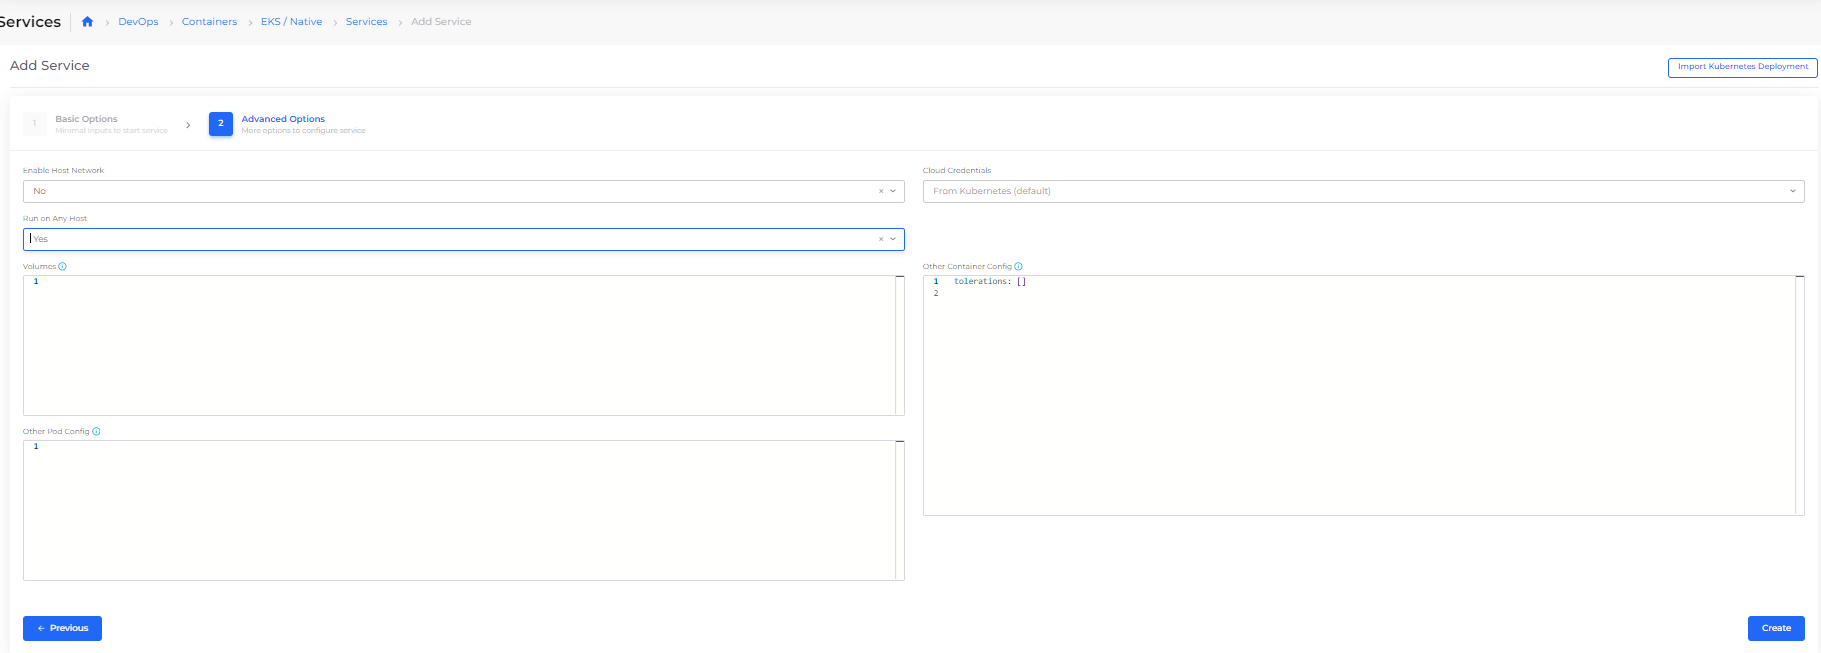 Services
DevOps
Containers
EKS / Native
Services
Add Service
Add Service
Import Kubernetes Deployment
1
Basic Options
Minimal inputs to start service
2
Advanced Options
More options to configure service
Enable Host Network
No
Cloud Credentials
From Kubernetes (default)
Run on Any Host
Yes
Volumes
1
Other Container Config
1 tolerations: []
2
Other Pod Config
1
Previous
Create